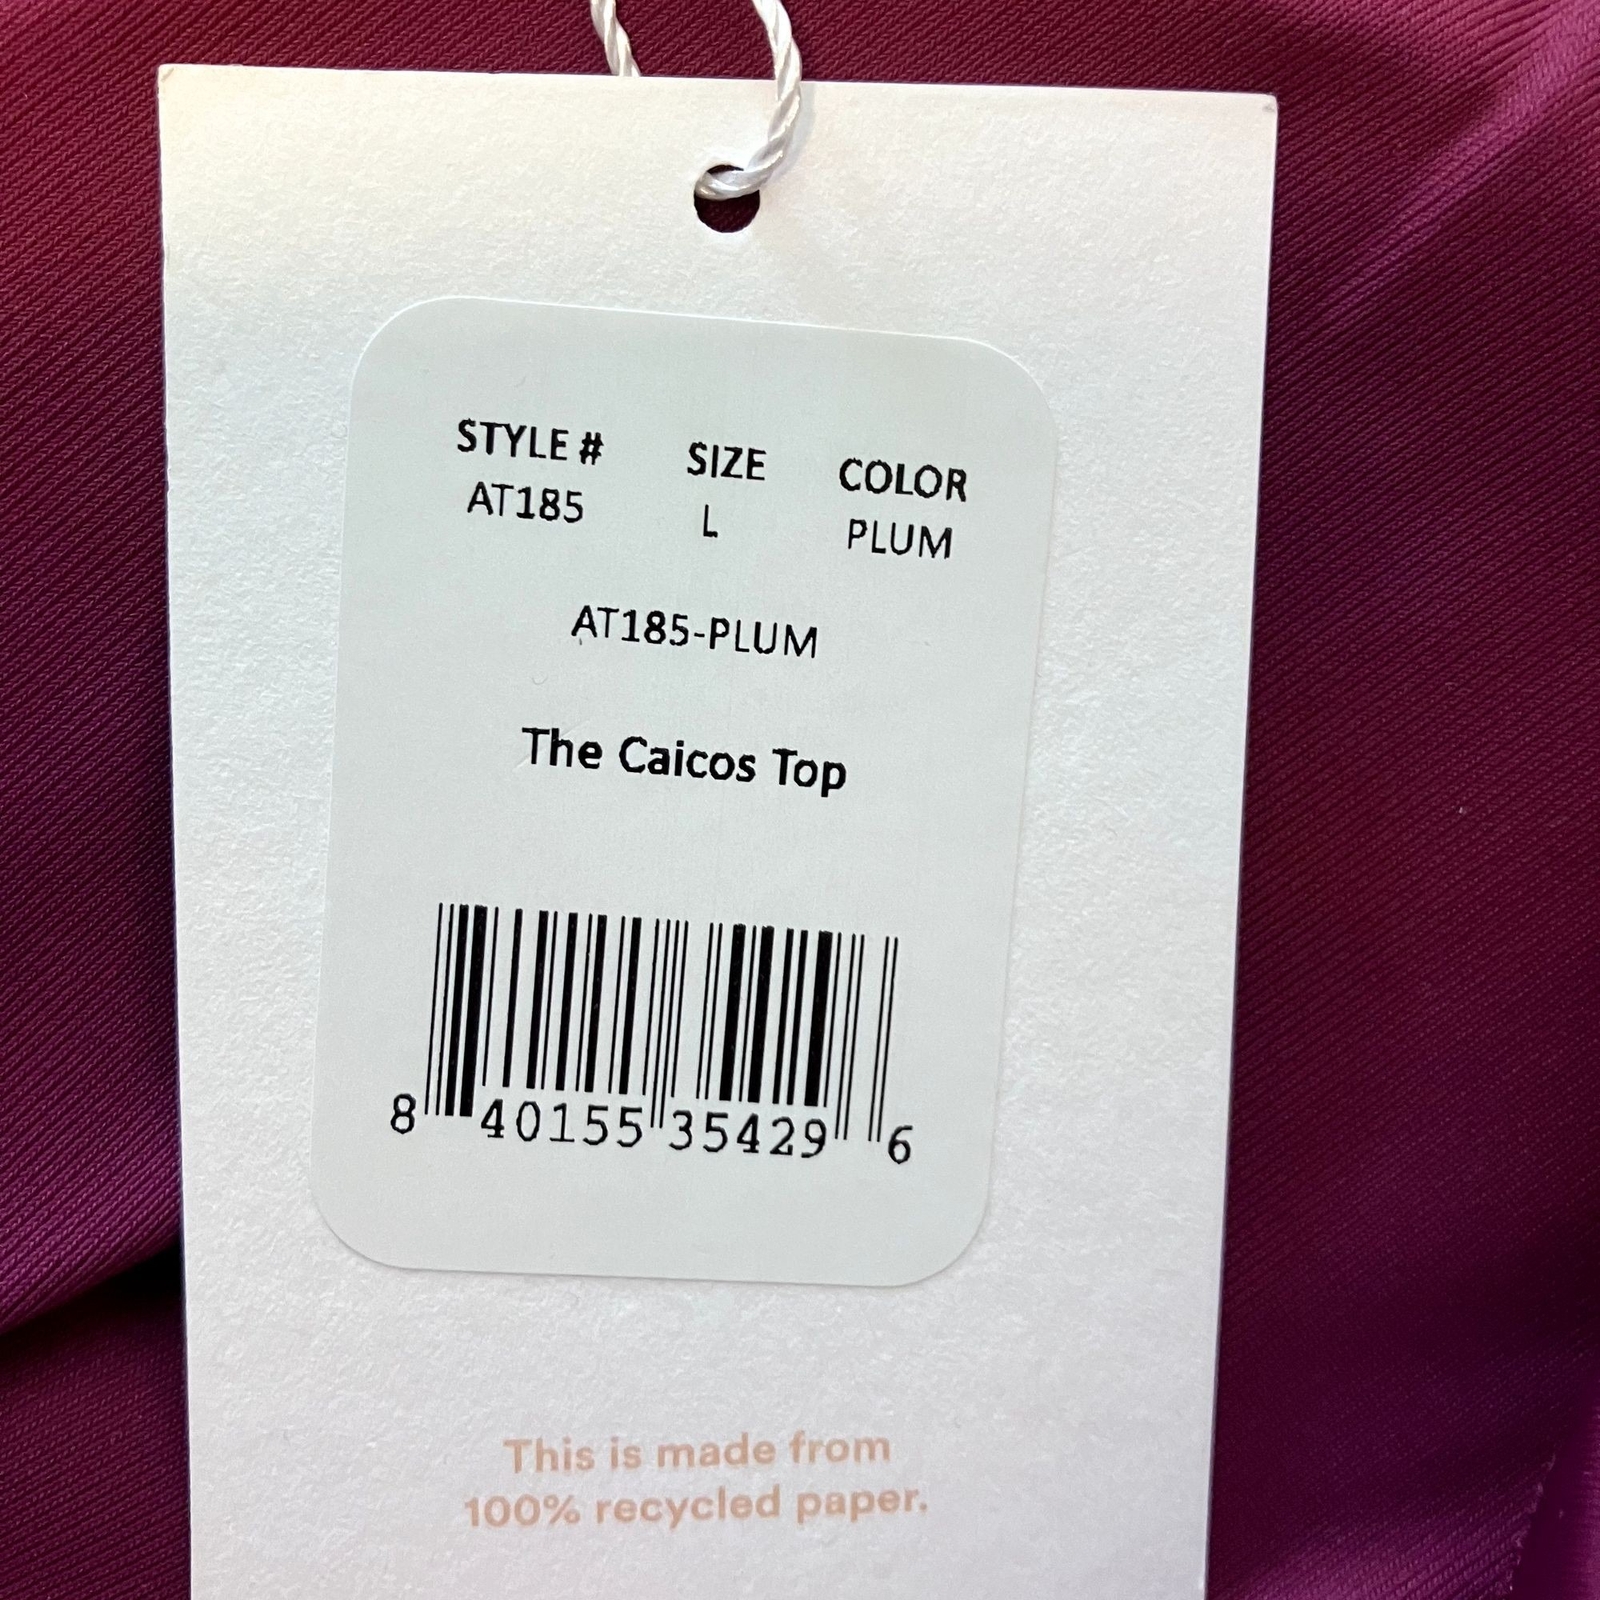 STYLE # SIZE COLOR
AT185 L PLUM
AT185-PLUM
The Caicos Top
8 40155 35429 6
This is made from
100% recycled paper.